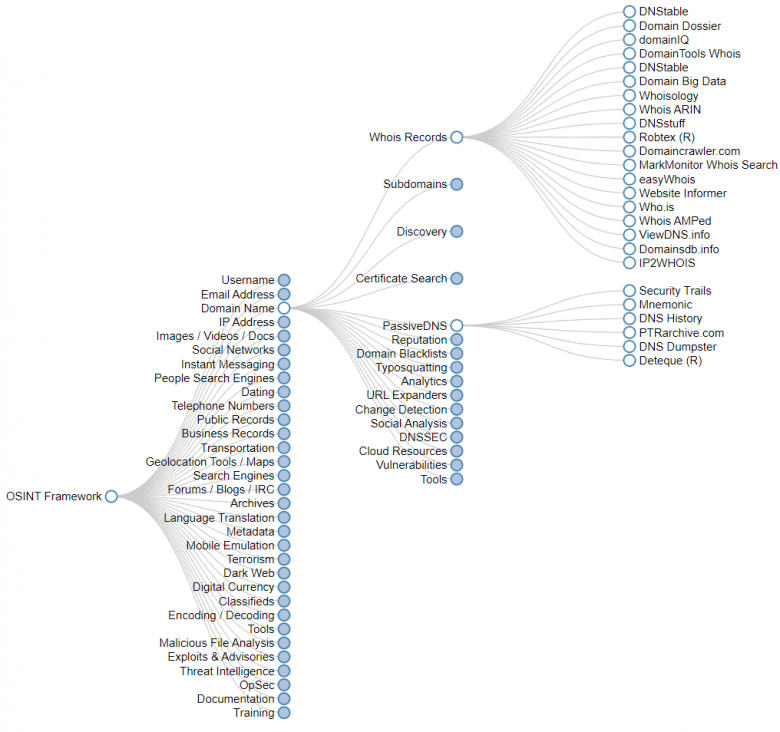 OSINT Framework
Username
Email Address
Domain Name
IP Address
Images / Videos / Docs
Social Networks
Instant Messaging
People Search Engines
Dating
Telephone Numbers
Public Records
Business Records
Transportation
Geolocation Tools / Maps
Search Engines
Forums / Blogs / IRC
Archives
Language Translation
Metadata
Mobile Emulation
Terrorism
Dark Web
Digital Currency
Classifieds
Encoding / Decoding
Tools
Malicious File Analysis
Exploits & Advisories
Threat Intelligence
OpSec
Documentation
Training
Whois Records
Subdomains
Discovery
Certificate Search
PassiveDNS
Reputation
Domain Blacklists
Typosquatting
Analytics
URL Expanders
Change Detection
Social Analysis
DNSSEC
Cloud Resources
Vulnerabilities
Tools
DNStable
Domain Dossier
domainIQ
DomainTools Whois
DNStable
Domain Big Data
Whoisology
Whois ARIN
DNSstuff
Robtex (R)
Domaincrawler.com
MarkMonitor Whois Search
easyWhois
Website Informer
Who.is
Whois AMPed
ViewDNS.info
Domainsdb.info
IP2WHOIS
Security Trails
Mnemonic
DNS History
PTRarchive.com
DNS Dumpster
Deteque (R)